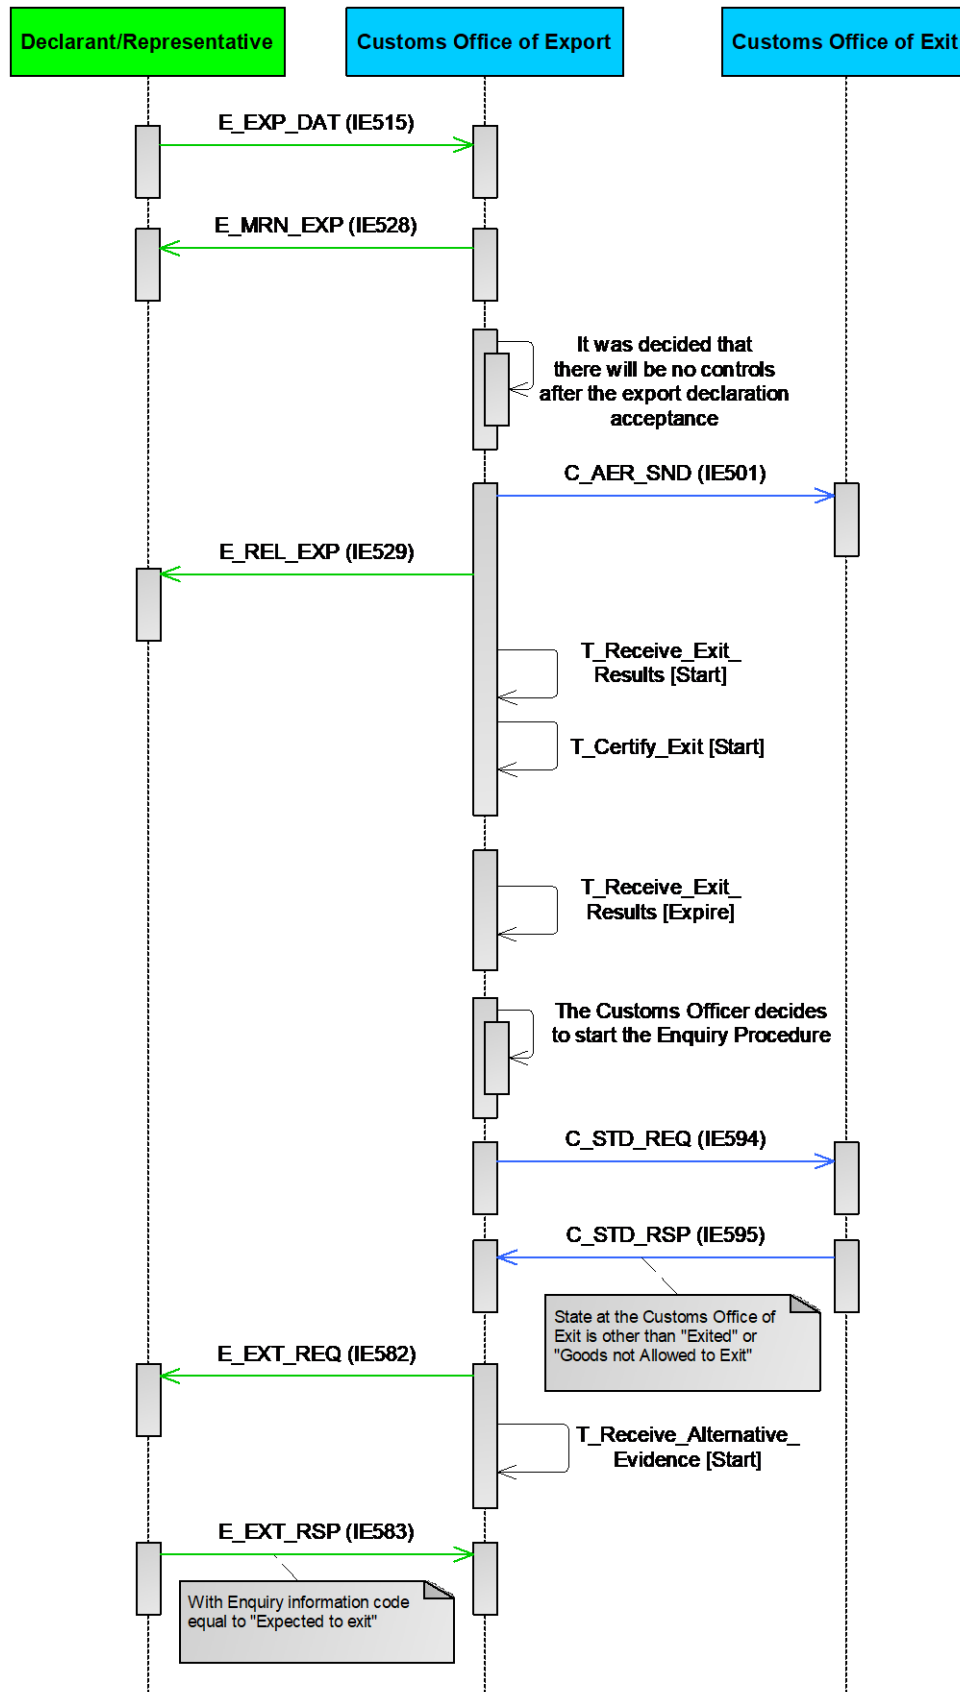 Declarant/Representative
Customs Office of Export
Customs Office of Exit
E_EXP_DAT (IE515)
E_MRN_EXP (IE528)
It was decided that
there will be no controls
after the export declaration
acceptance
C_AER_SND (IE501)
E_REL_EXP (IE529)
T_Receive_Exit_
Results [Start]
T_Certify_Exit [Start]
T_Receive_Exit_
Results [Expire]
The Customs Officer decides
to start the Enquiry Procedure
C_STD_REQ (IE594)
C_STD_RSP (IE595)
State at the Customs Office of
Exit is other than "Exited" or
"Goods not Allowed to Exit"
E_EXT_REQ (IE582)
T_Receive_Alternative_
Evidence [Start]
E_EXT_RSP (IE583)
With Enquiry information code
equal to "Expected to exit"